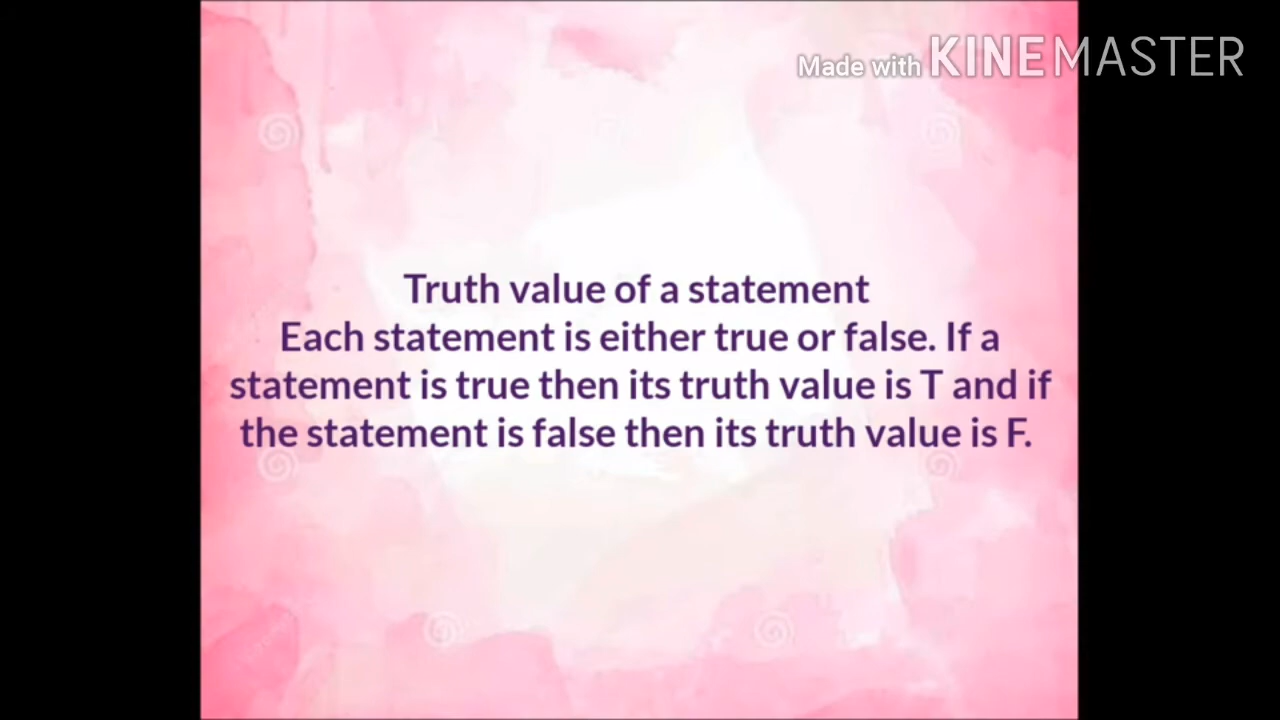 Made with KINEMASTER
Truth value of a statement
Each statement is either true or false. If a
statement is true then its truth value is T and if
the statement is false then its truth value is F.